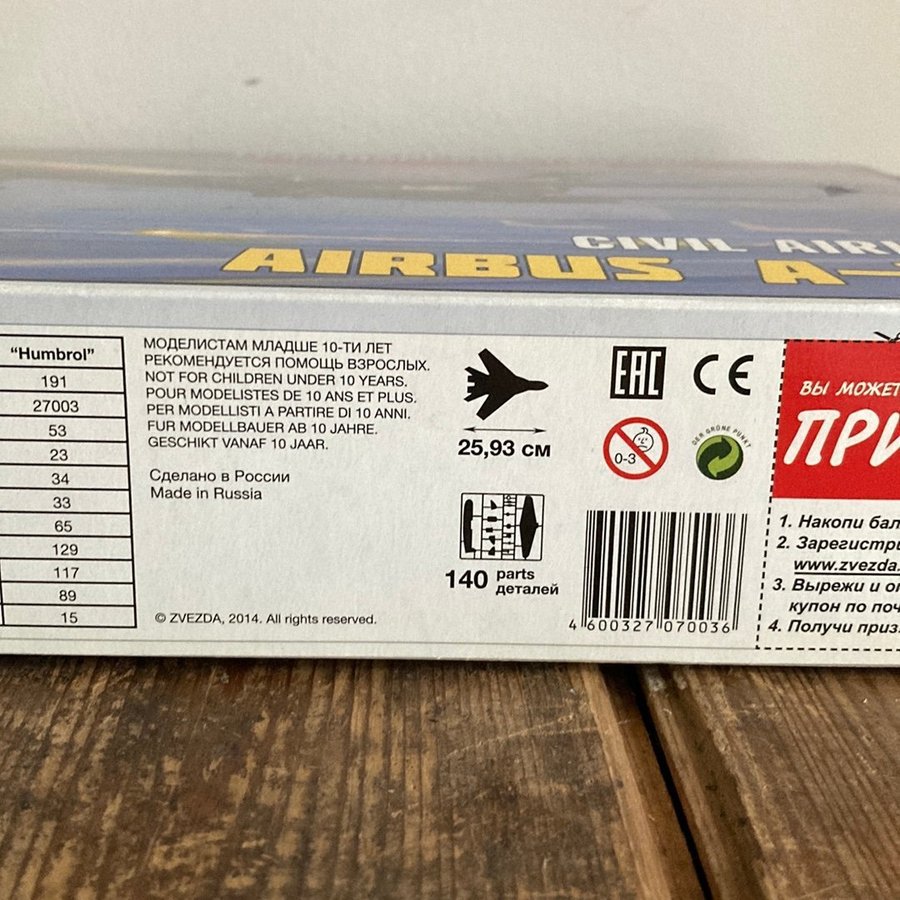 CIVIL
AIRBUS A-
"Humbrol"
191
27003
53
23
34
33
65
129
117
89
15
МОДЕЛИСТАМ МЛАДШЕ 10-ТИ ЛЕТ
РЕКОМЕНДУЕТСЯ ПОМОЩЬ ВЗРОСЛЫХ.
NOT FOR CHILDREN UNDER 10 YEARS.
POUR MODELISTES DE 10 ANS ET PLUS.
PER MODELLISTI A PARTIRE DI 10 ANNI.
FUR MODELLBAUER AB 10 JAHRE.
GESCHIKT VANAF 10 JAAR.
Сделано в России
Made in Russia
© ZVEZDA, 2014. All rights reserved.
25,93 см
140 parts
деталей
EAC
CE
0-3
DER GRÜNE PUNKT
4 600327 070036
ВЫ МОЖЕТ
ПРИ
1. Накопи бал
2. Зарегистри
www.zvezda.
3. Вырежи и от
купон по поч
4. Получи приз